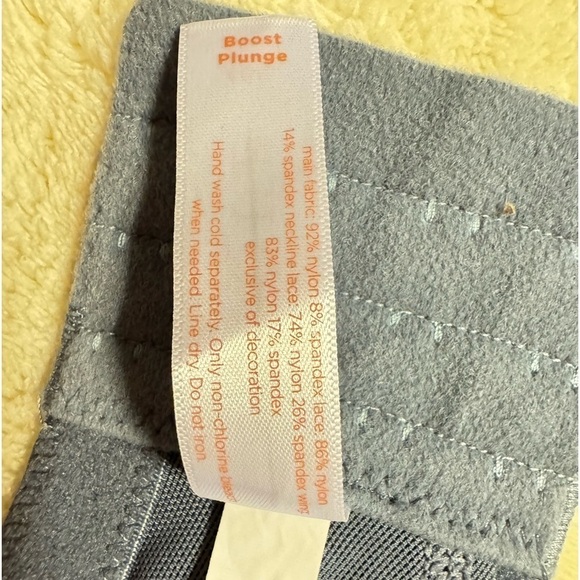 Boost
Plunge
main fabric: 92% nylon 8% spandex lace: 86% nylon
14% spandex neckline lace: 74% nylon 26% spandex wing:
83% nylon 17% spandex
exclusive of decoration
Hand wash cold separately. Only non-chlorine bleach
when needed. Line dry. Do not iron.